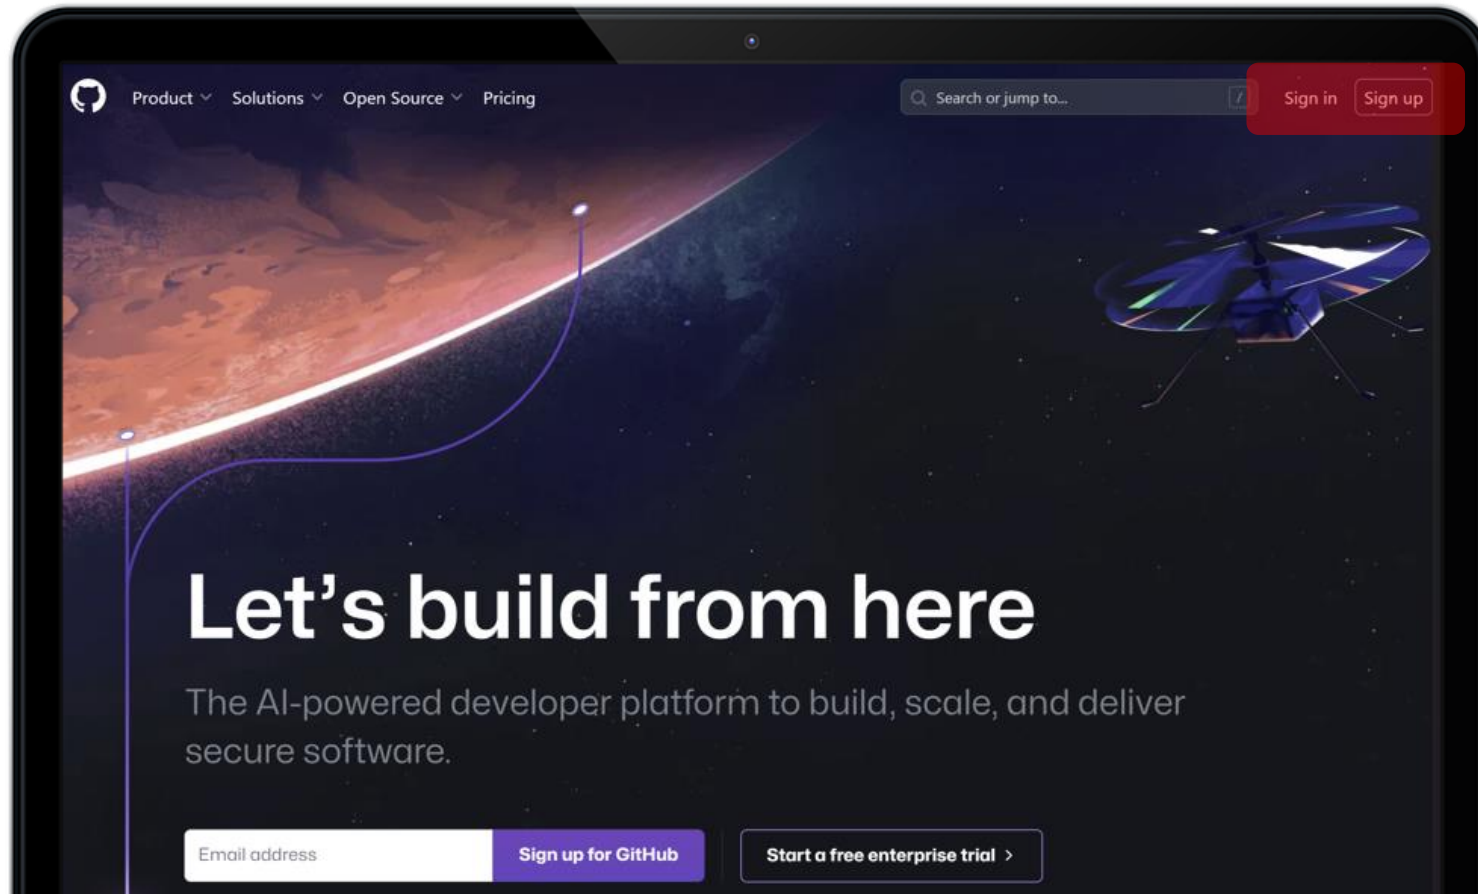 Product Solutions Open Source Pricing Search or jump to... / Sign in Sign up
Let’s build from here
The AI-powered developer platform to build, scale, and deliver
secure software.
Email address Sign up for GitHub Start a free enterprise trial >